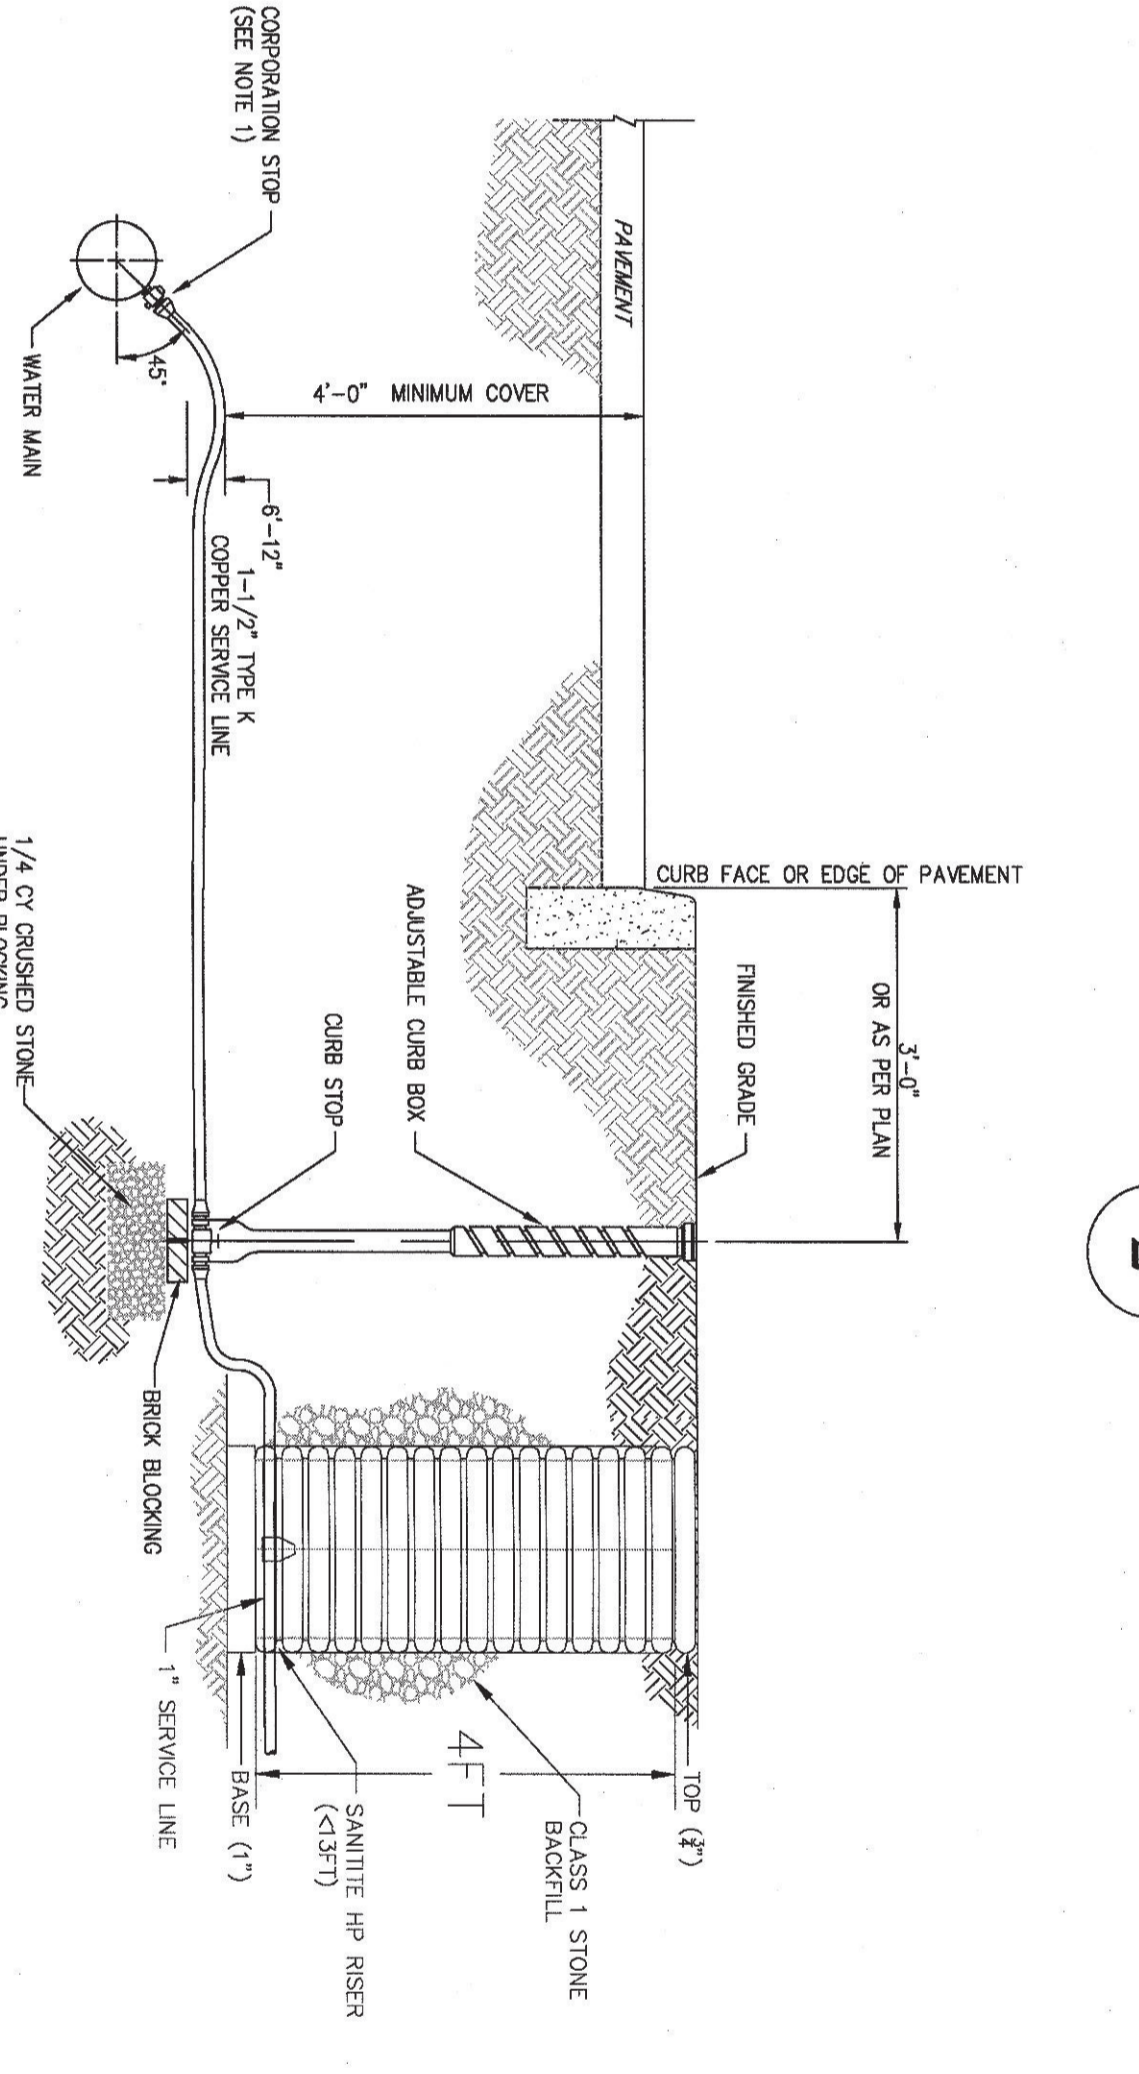 CURB FACE OR EDGE OF PAVEMENT
3'-0"
OR AS PER PLAN
FINISHED GRADE
PAVEMENT
4'-0" MINIMUM COVER
CORPORATION STOP
(SEE NOTE 1)
45°
WATER MAIN
6'-12"
1-1/2" TYPE K
COPPER SERVICE LINE
ADJUSTABLE CURB BOX
CURB STOP
1/4 CY CRUSHED STONE
UNDER BLOCKING
BRICK BLOCKING
TOP (3/4")
4FT
CLASS 1 STONE
BACKFILL
SANITITE HP RISER
(<13FT)
BASE (1")
1" SERVICE LINE